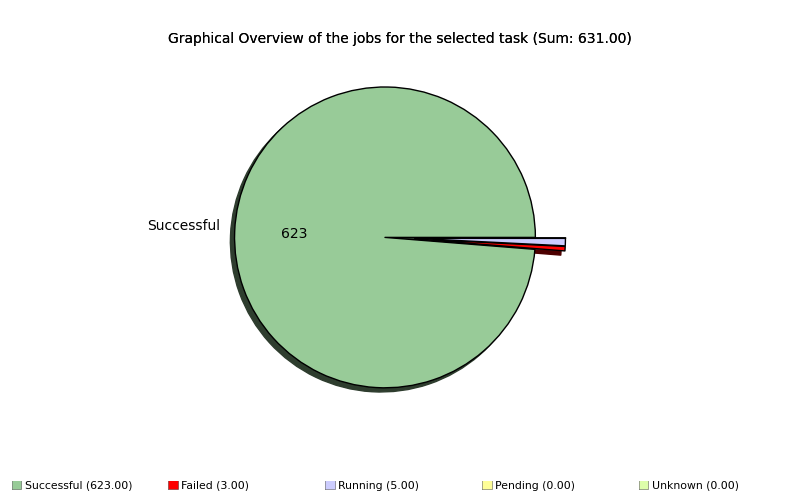 Graphical Overview of the jobs for the selected task (Sum: 631.00)
Successful
623
Successful (623.00)
Failed (3.00)
Running (5.00)
Pending (0.00)
Unknown (0.00)